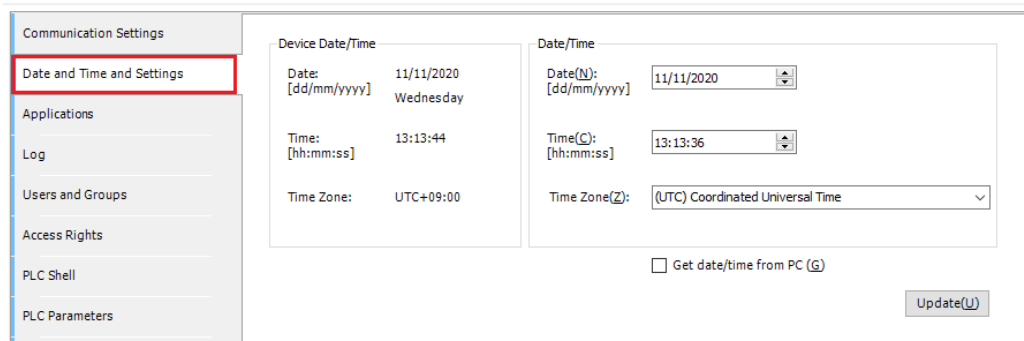 Communication Settings
Date and Time and Settings
Applications
Log
Users and Groups
Access Rights
PLC Shell
PLC Parameters
Device Date/Time
Date:
[dd/mm/yyyy]
11/11/2020
Wednesday
Time:
[hh:mm:ss]
13:13:44
Time Zone:
UTC+09:00
Date/Time
Date(N):
[dd/mm/yyyy]
11/11/2020
Time(C):
[hh:mm:ss]
13:13:36
Time Zone(Z):
(UTC) Coordinated Universal Time
Get date/time from PC (G)
Update(U)